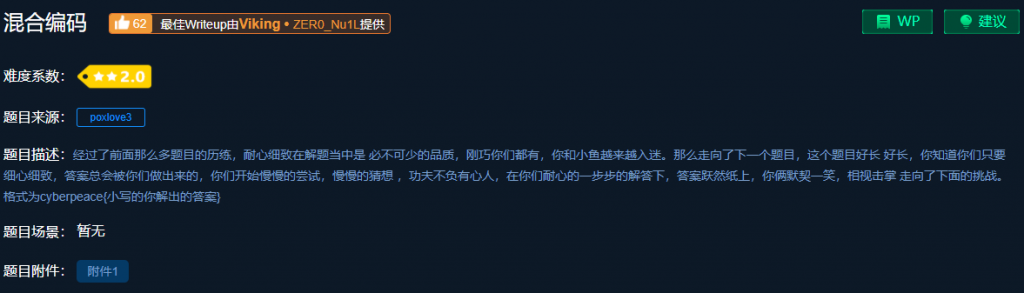 混合编码 62 最佳Writeup由Viking • ZER0_Nu1L提供 WP 建议
难度系数： 2.0
题目来源： poxlove3
题目描述：经过了前面那么多题目的历练，耐心细致在解题当中是 必不可少的品质，刚巧你们都有，你和小鱼越来越入迷。那么走向了下一个题目，这个题目好长 好长，你知道你们只要
细心细致，答案总会被你们做出来的，你们开始慢慢的尝试，慢慢的猜想 ，功夫不负有心人，在你们耐心的一步步的解答下，答案跃然纸上，你俩默契一笑，相视击掌 走向了下面的挑战。
格式为cyberpeace{小写的你解出的答案}
题目场景： 暂无
题目附件： 附件1